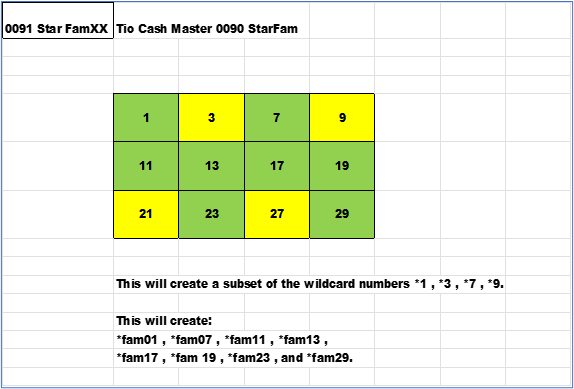 0091 Star FamXX Tio Cash Master 0090 StarFam
1 3 7 9
11 13 17 19
21 23 27 29
This will create a subset of the wildcard numbers *1 , *3 , *7 , *9.
This will create:
*fam01 , *fam07 , *fam11 , *fam13 ,
*fam17 , *fam 19 , *fam23 , and *fam29.